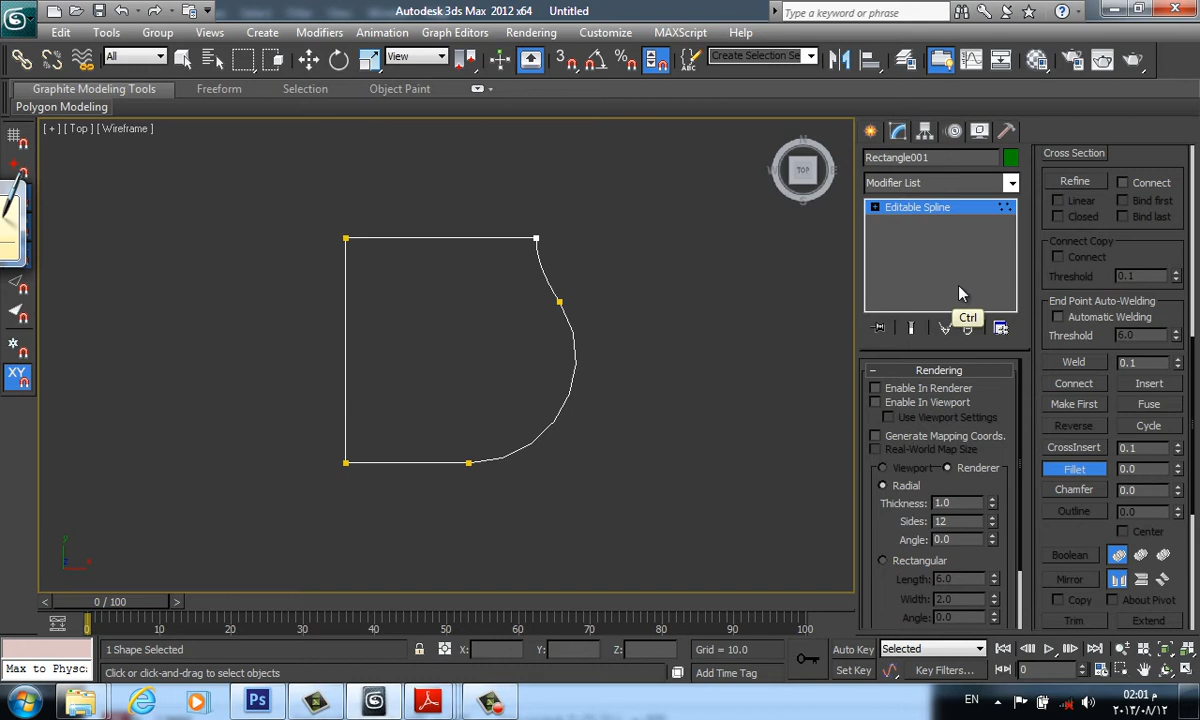 Autodesk 3ds Max 2012 x64 Untitled
Type a keyword or phrase
Edit Tools Group Views Create Modifiers Animation Graph Editors Rendering Customize MAXScript Help
All View 3 Create Selection Se
Graphite Modeling Tools Freeform Selection Object Paint
Polygon Modeling
[ + ] [ Top ] [ Wireframe ]
TOP
Rectangle001
Modifier List
Editable Spline
Ctrl
Rendering
Enable In Renderer
Enable In Viewport
Use Viewport Settings
Generate Mapping Coords.
Real-World Map Size
Viewport Renderer
Radial
Thickness: 1.0
Sides: 12
Angle: 0.0
Rectangular
Length: 6.0
Width: 2.0
Angle: 0.0
Cross Section
Refine Connect
Linear Bind first
Closed Bind last
Connect Copy
Connect
Threshold 0.1
End Point Auto-Welding
Automatic Welding
Threshold 6.0
Weld 0.1
Connect Insert
Make First Fuse
Reverse Cycle
CrossInsert 0.1
Fillet 0.0
Chamfer 0.0
Outline 0.0
Center
Boolean
Mirror
Copy About Pivot
Trim Extend
XY
y
x
0 / 100
0 10 20 30 40 50 60 70 80 90 100
1 Shape Selected X: Y: Z: Grid = 10.0 Auto Key Selected
Max to Physc Click or click-and-drag to select objects Add Time Tag Set Key Key Filters... 0
Ps EN
02:01 م
٢٠١٣/٠٨/١٢